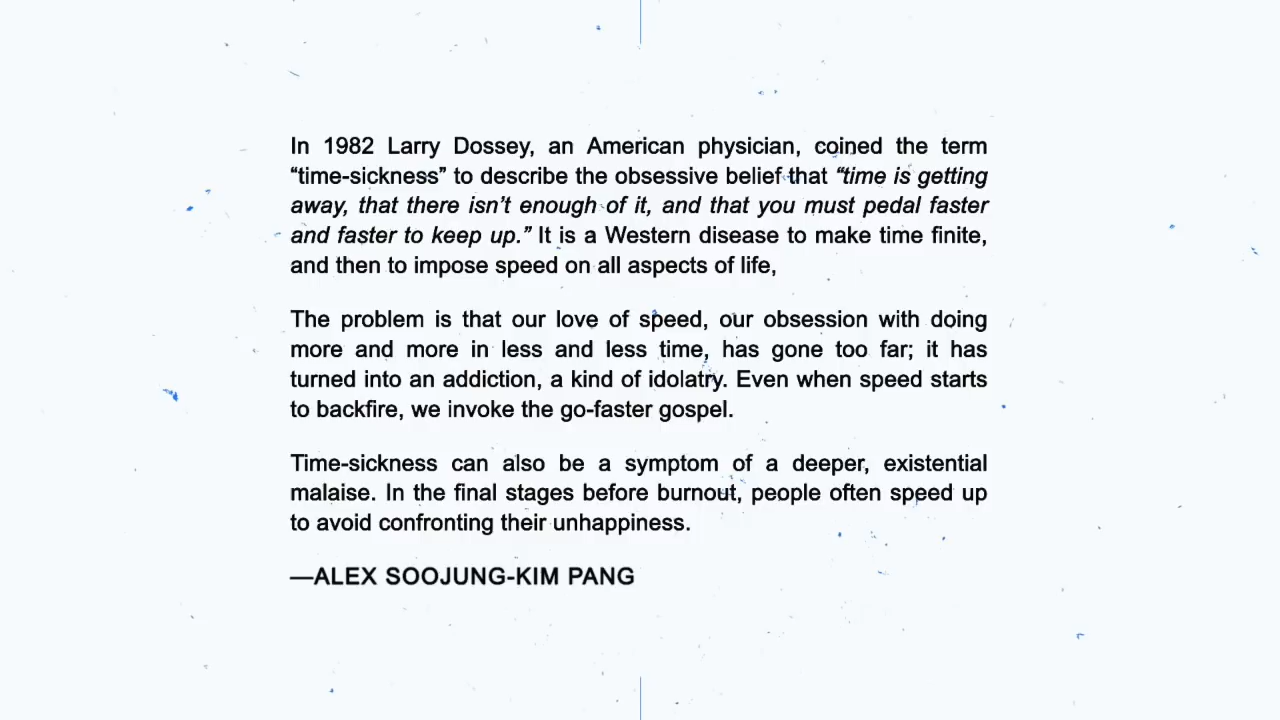 In 1982 Larry Dossey, an American physician, coined the term
“time-sickness” to describe the obsessive belief that “time is getting
away, that there isn’t enough of it, and that you must pedal faster
and faster to keep up.” It is a Western disease to make time finite,
and then to impose speed on all aspects of life,
The problem is that our love of speed, our obsession with doing
more and more in less and less time, has gone too far; it has
turned into an addiction, a kind of idolatry. Even when speed starts
to backfire, we invoke the go-faster gospel.
Time-sickness can also be a symptom of a deeper, existential
malaise. In the final stages before burnout, people often speed up
to avoid confronting their unhappiness.
—ALEX SOOJUNG-KIM PANG